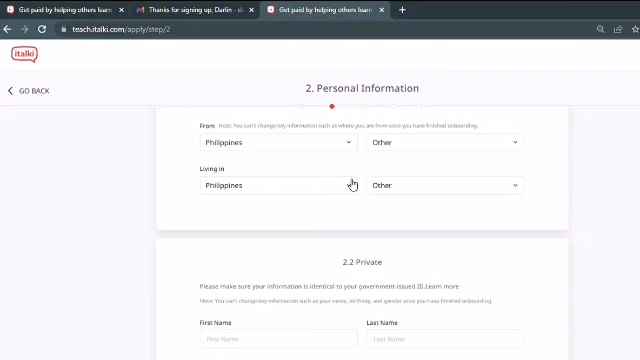 Get paid by helping others learn
Thanks for signing up, Darlin - d
Get paid by helping others learn
teach.italki.com/apply/step/2
italki
GO BACK
2. Personal Information
From Note: You can't change key information such as where you are from once you have finished onboarding.
Philippines Other
Living in
Philippines Other
2.2 Private
Please make sure your information is identical to your government-issued ID.Learn more
Note: You can't change key information such as your name, birthday, and gender once you have finished onboarding.
First Name Last Name
First Name Last Name